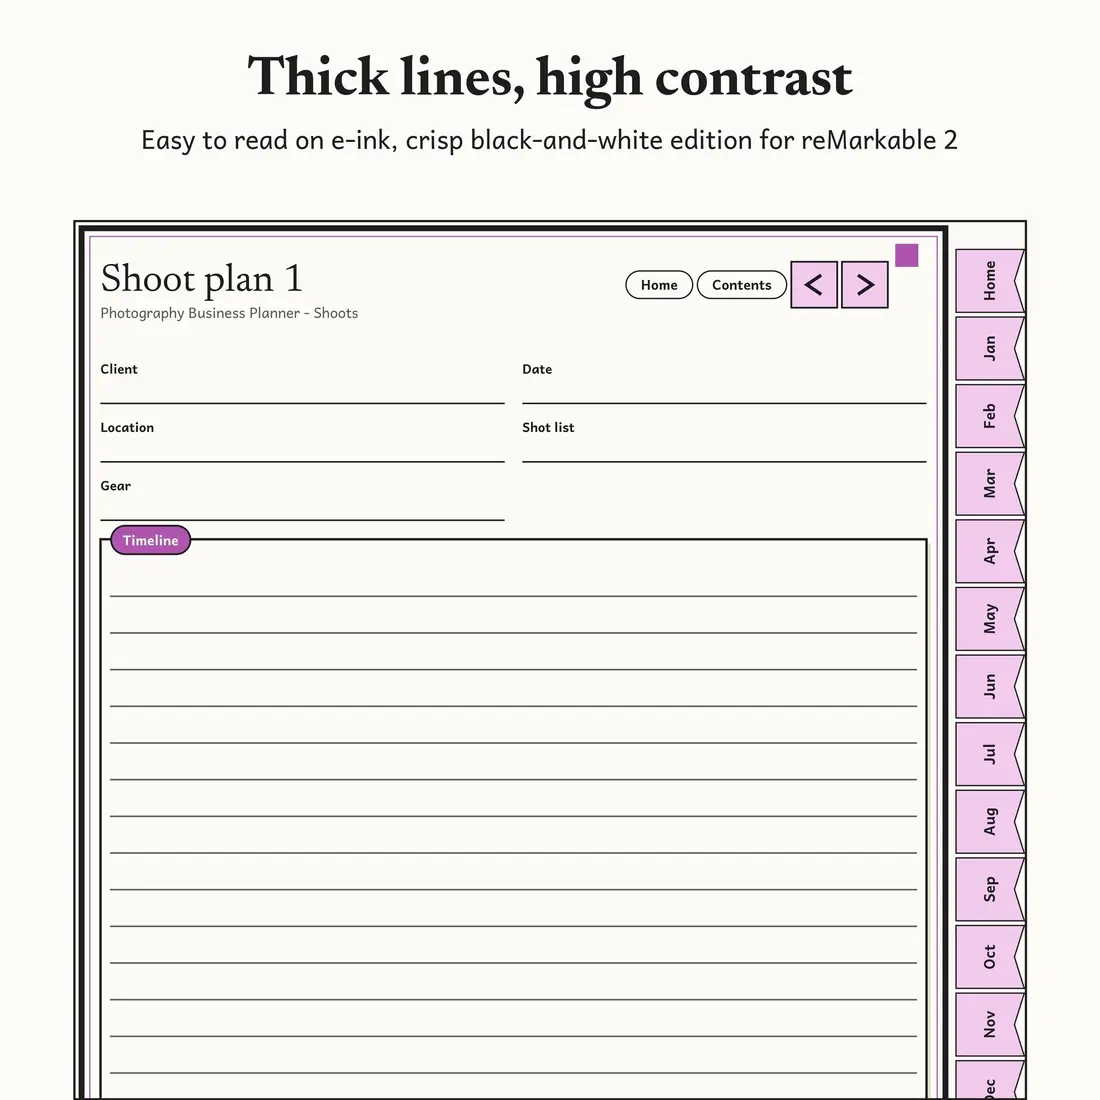 Thick lines, high contrast
Easy to read on e-ink, crisp black-and-white edition for reMarkable 2
Shoot plan 1
Home
Contents
<
>
Photography Business Planner - Shoots
Client
Date
Location
Shot list
Gear
Timeline
Home
Jan
Feb
Mar
Apr
May
Jun
Jul
Aug
Sep
Oct
Nov
Dec